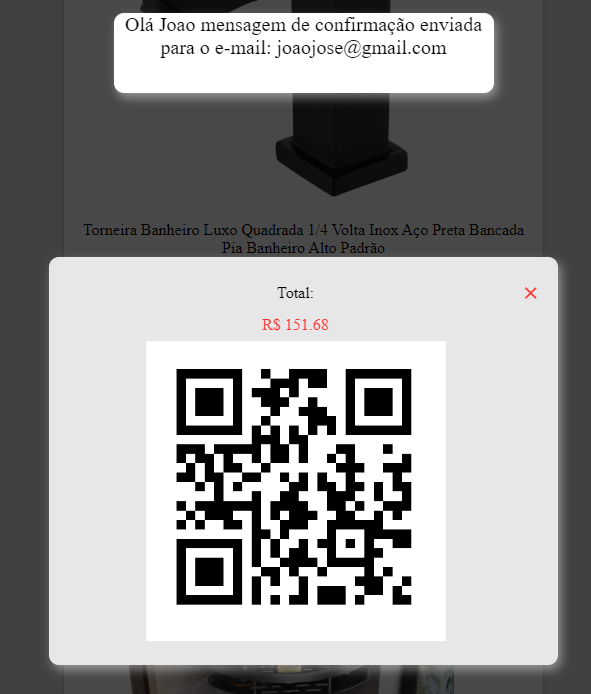 Olá Joao mensagem de confirmação enviada
para o e-mail: joaojose@gmail.com
Torneira Banheiro Luxo Quadrada 1/4 Volta Inox Aço Preta Bancada
Pia Banheiro Alto Padrão
Total:
R$ 151.68